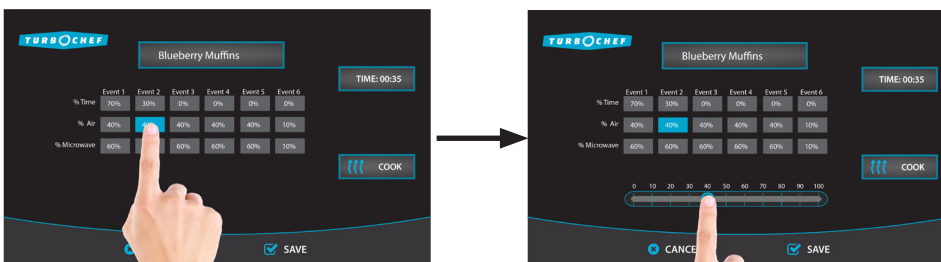 TURBOCHEF
Blueberry Muffins
TIME: 00:35
Event 1 Event 2 Event 3 Event 4 Event 5 Event 6
% Time 70% 30% 0% 0% 0% 0%
% Air 40% 40% 40% 40% 40% 10%
% Microwave 60% 60% 60% 60% 10%
COOK
SAVE
TURBOCHEF
Blueberry Muffins
TIME: 00:35
Event 1 Event 2 Event 3 Event 4 Event 5 Event 6
% Time 70% 30% 0% 0% 0% 0%
% Air 40% 40% 40% 40% 40% 10%
% Microwave 60% 60% 60% 60% 60% 10%
COOK
0 10 20 30 40 50 60 70 80 90 100
CANCE
SAVE